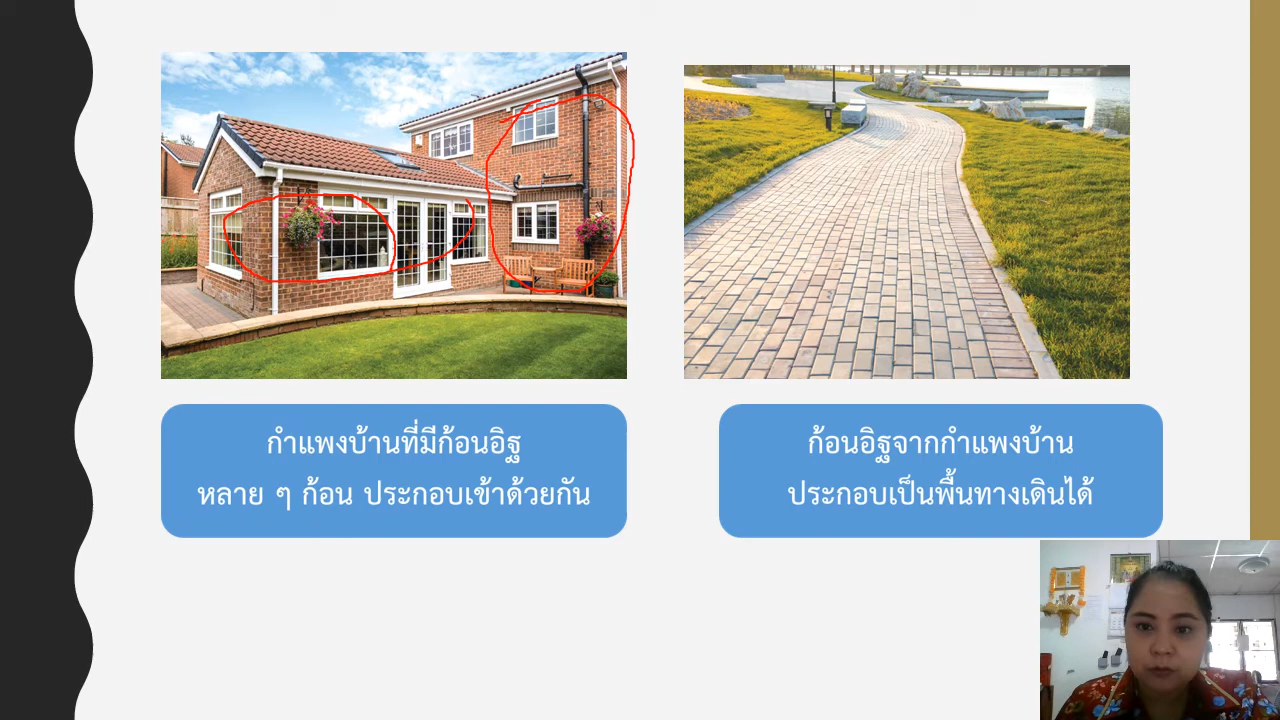 กำแพงบ้านที่มีก้อนอิฐ
หลาย ๆ ก้อน ประกอบเข้าด้วยกัน
ก้อนอิฐจากกำแพงบ้าน
ประกอบเป็นพื้นทางเดินได้